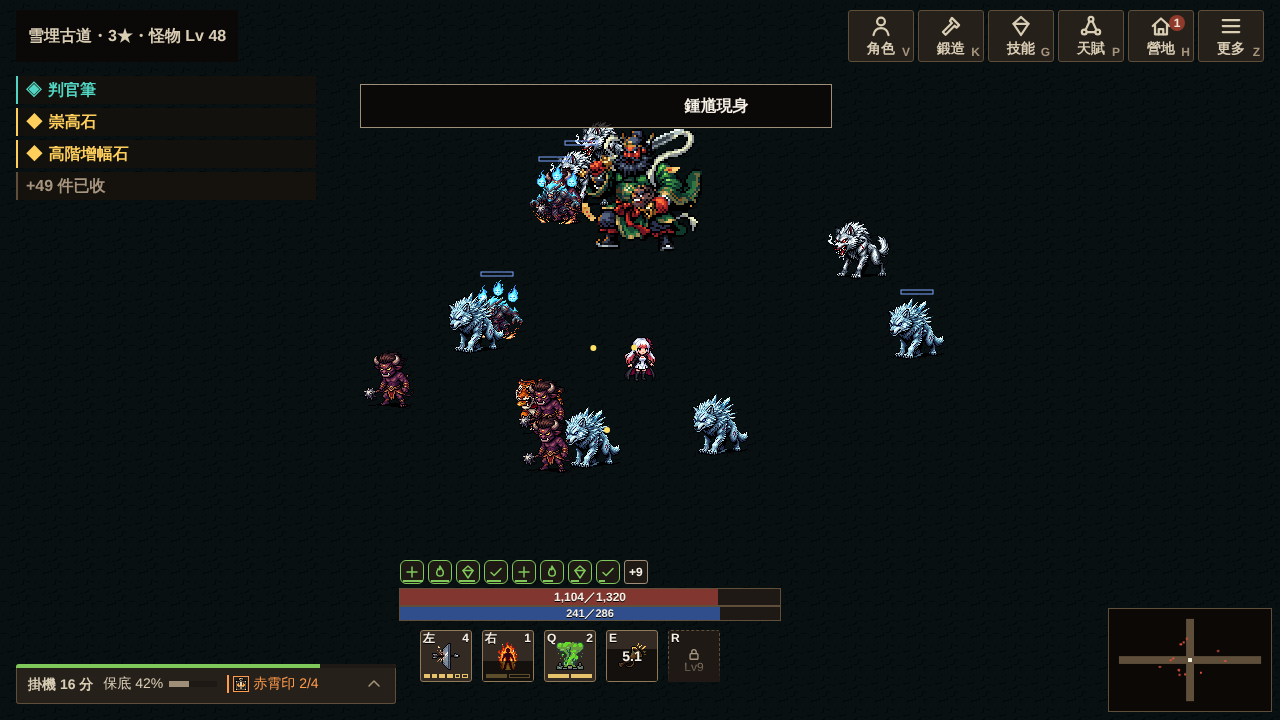 雪埋古道・3★・怪物 Lv 48
角色 V
鍛造 K
技能 G
天賦 P
營地 H 1
更多 Z
判官筆
崇高石
高階增幅石
+49 件已收
鍾馗現身
+9
1,104／1,320
241／286
左 4
右 1
Q 2
E 5.1
R Lv9
掛機 16 分 保底 42% 赤霄印 2/4